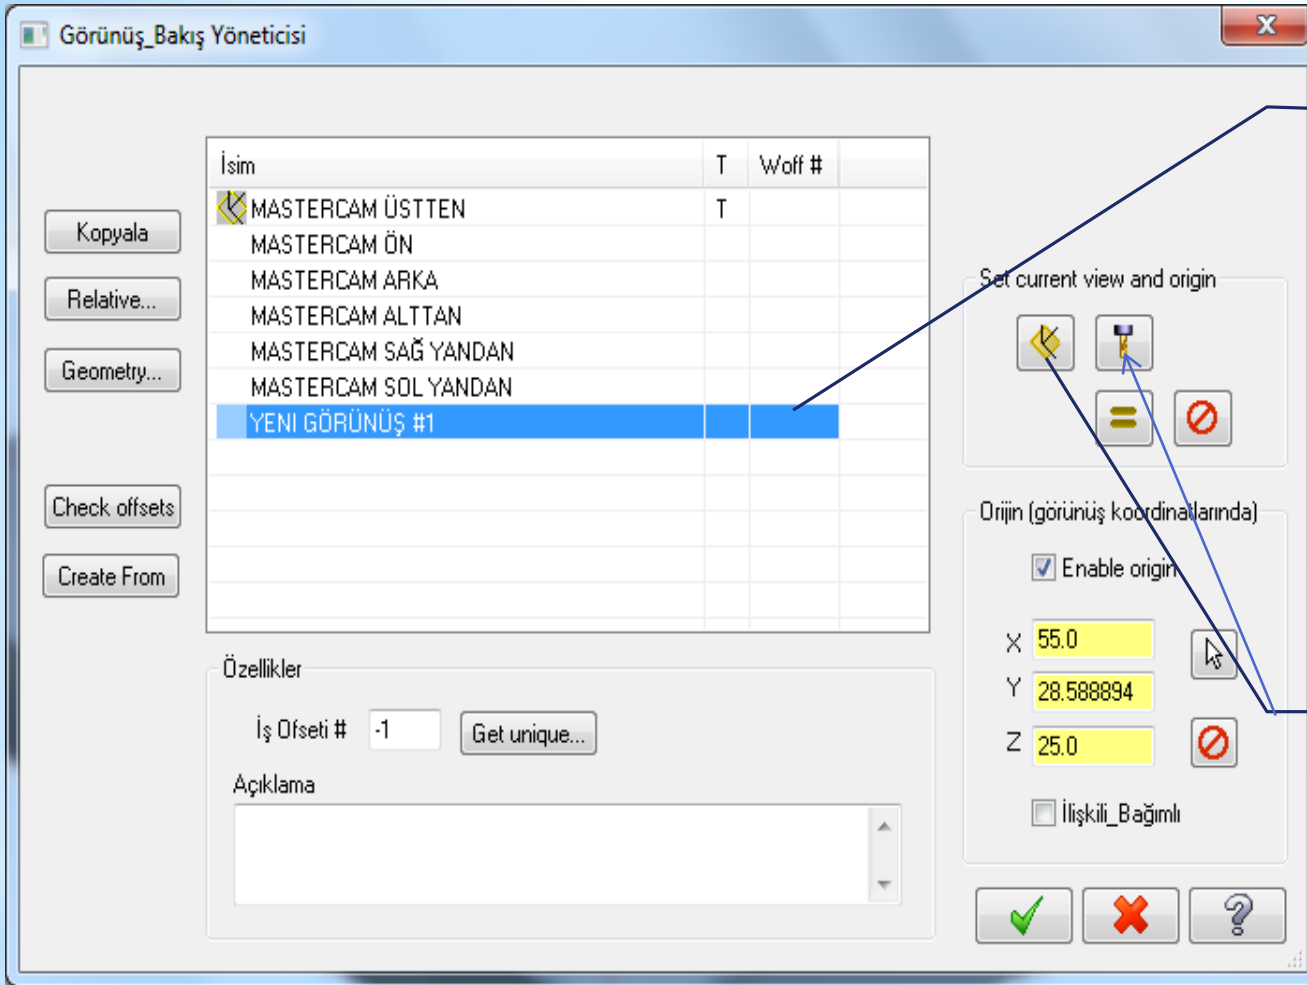 Görünüş_Bakış Yöneticisi
İsim T Woff #
MASTERCAM ÜSTTEN T
MASTERCAM ÖN
MASTERCAM ARKA
MASTERCAM ALTTAN
MASTERCAM SAĞ YANDAN
MASTERCAM SOL YANDAN
YENI GÖRÜNÜŞ #1
Kopyala
Relative...
Geometry...
Check offsets
Create From
Set current view and origin
Orijin (görünüş koordinatlarında)
Enable origin
X 55.0
Y 28.588894
Z 25.0
İlişkili_Bağımlı
Özellikler
İş Ofseti # -1 Get unique...
Açıklama